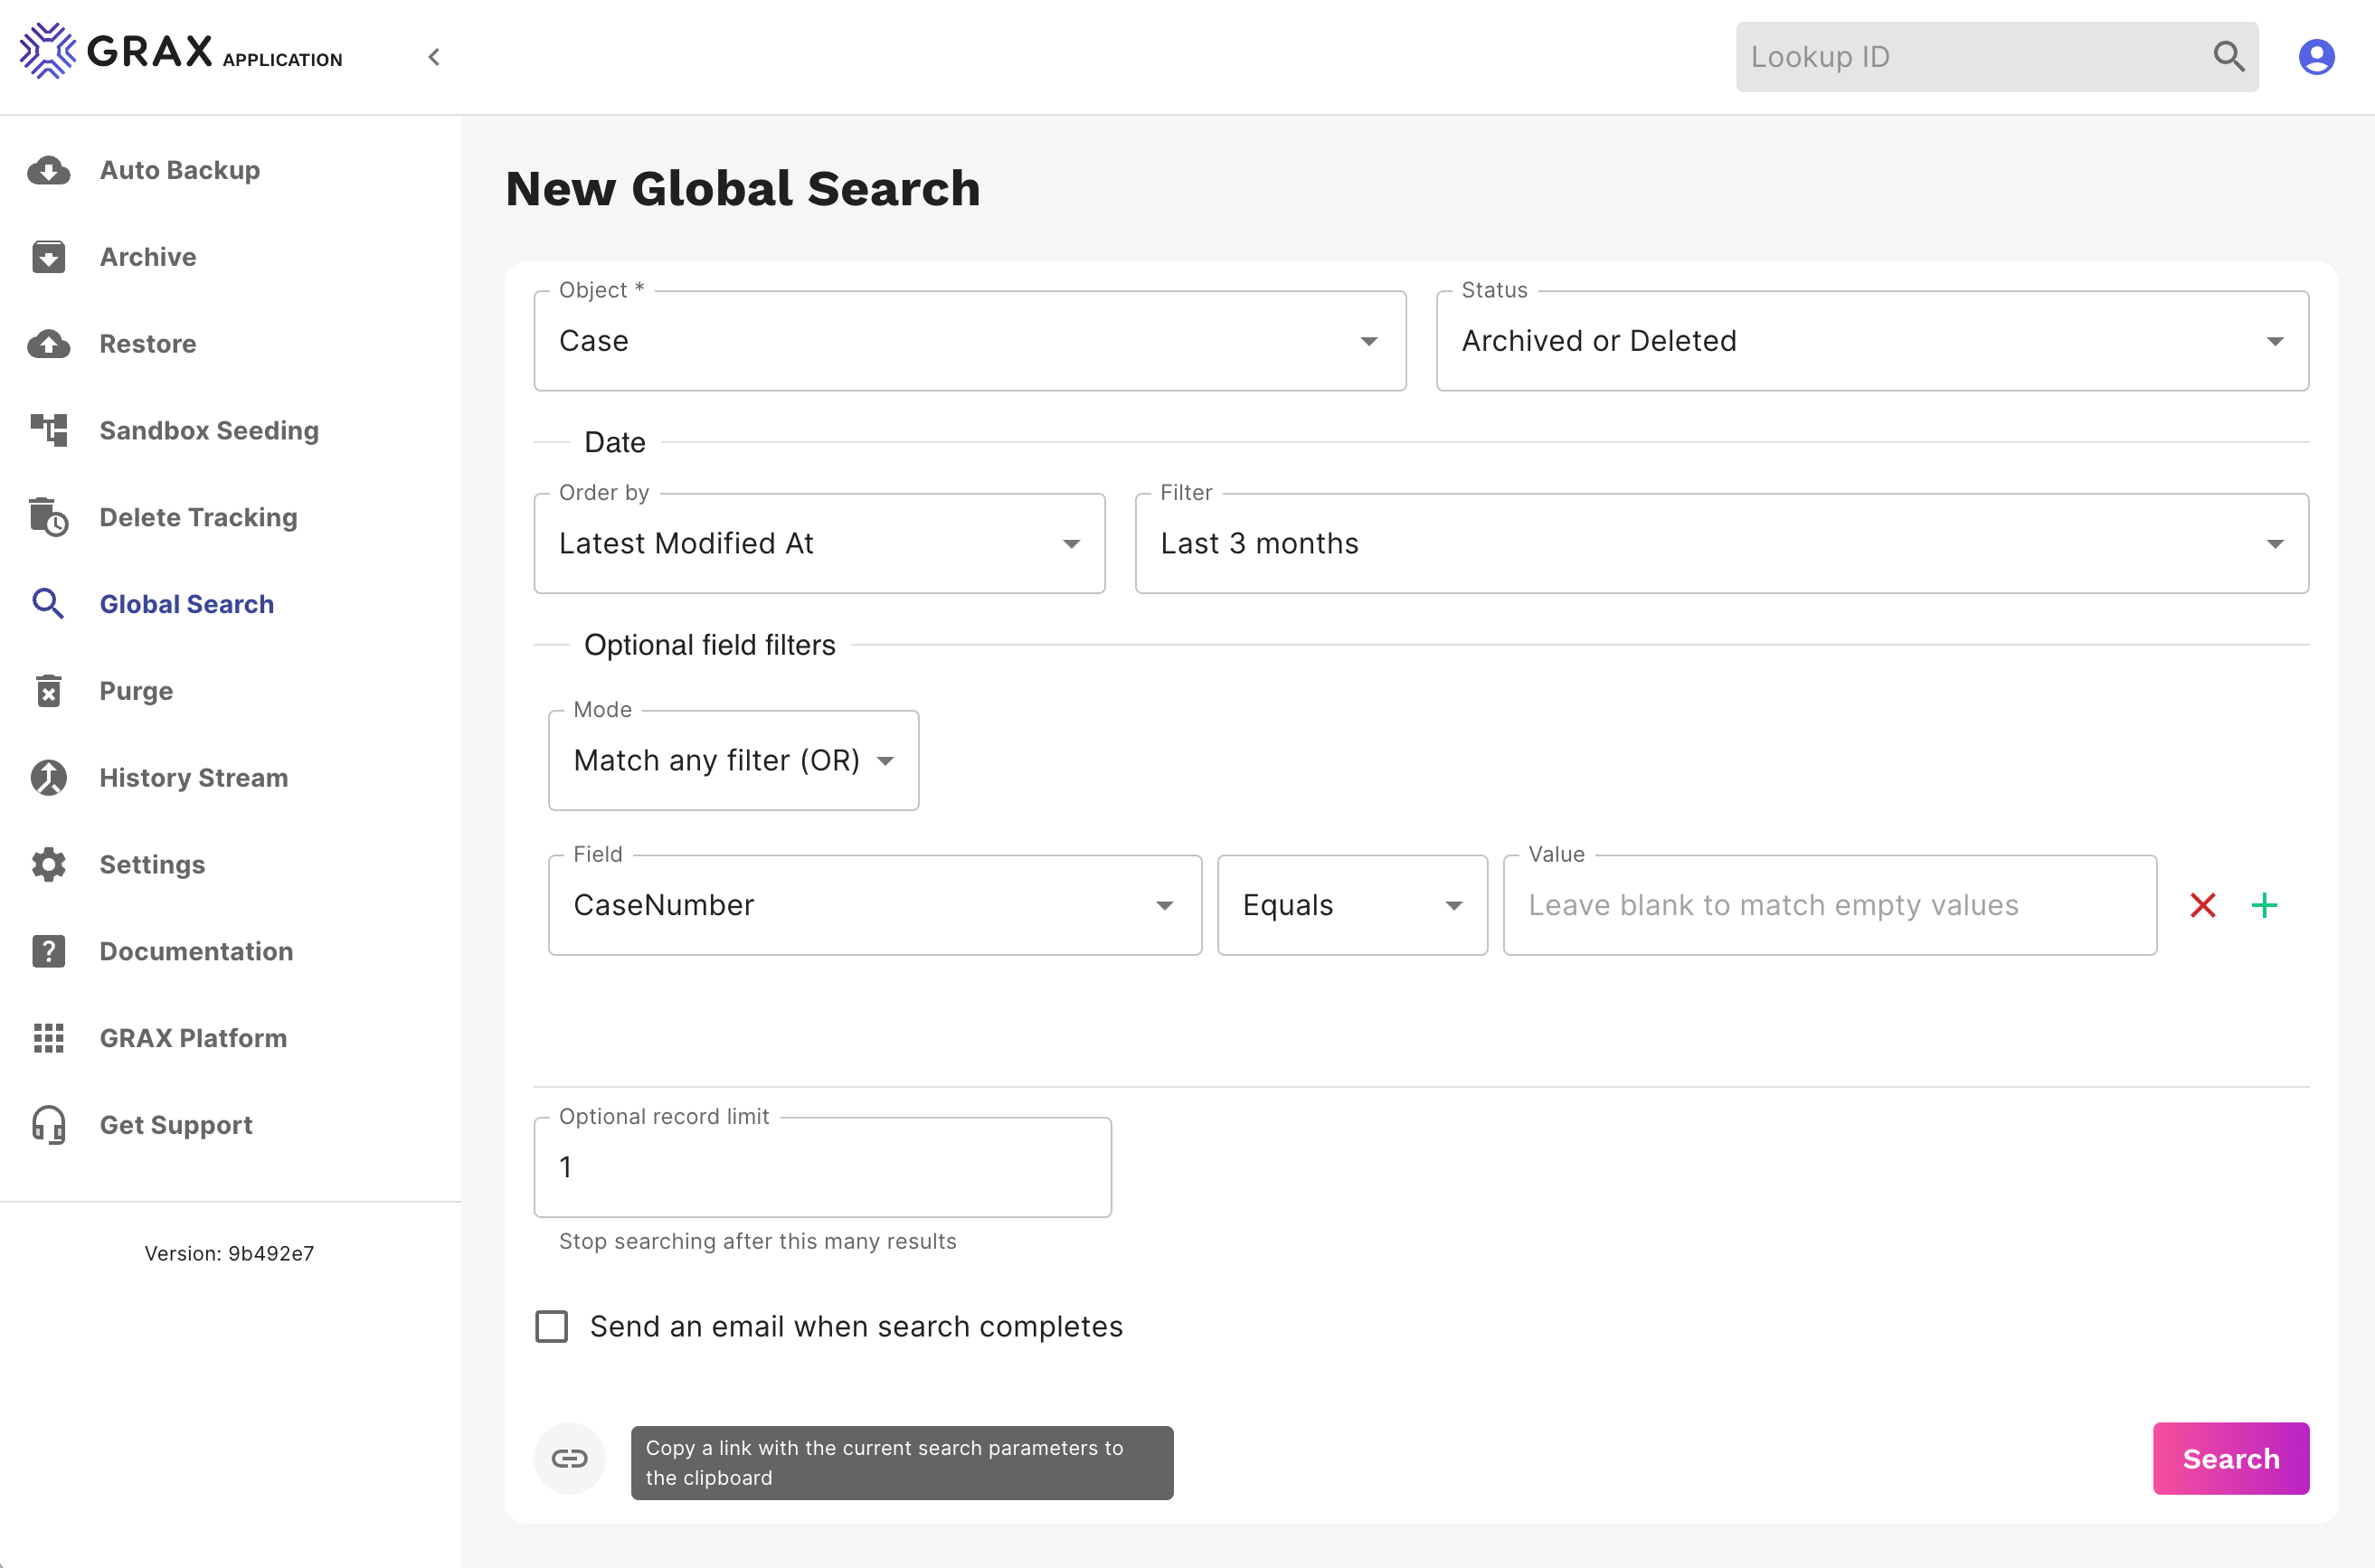 GRAX APPLICATION
Lookup ID
Auto Backup
Archive
Restore
Sandbox Seeding
Delete Tracking
Global Search
Purge
History Stream
Settings
Documentation
GRAX Platform
Get Support
Version: 9b492e7
New Global Search
Object *
Case
Status
Archived or Deleted
Date
Order by
Latest Modified At
Filter
Last 3 months
Optional field filters
Mode
Match any filter (OR)
Field
CaseNumber
Equals
Value
Leave blank to match empty values
Optional record limit
1
Stop searching after this many results
Send an email when search completes
Copy a link with the current search parameters to
the clipboard
Search